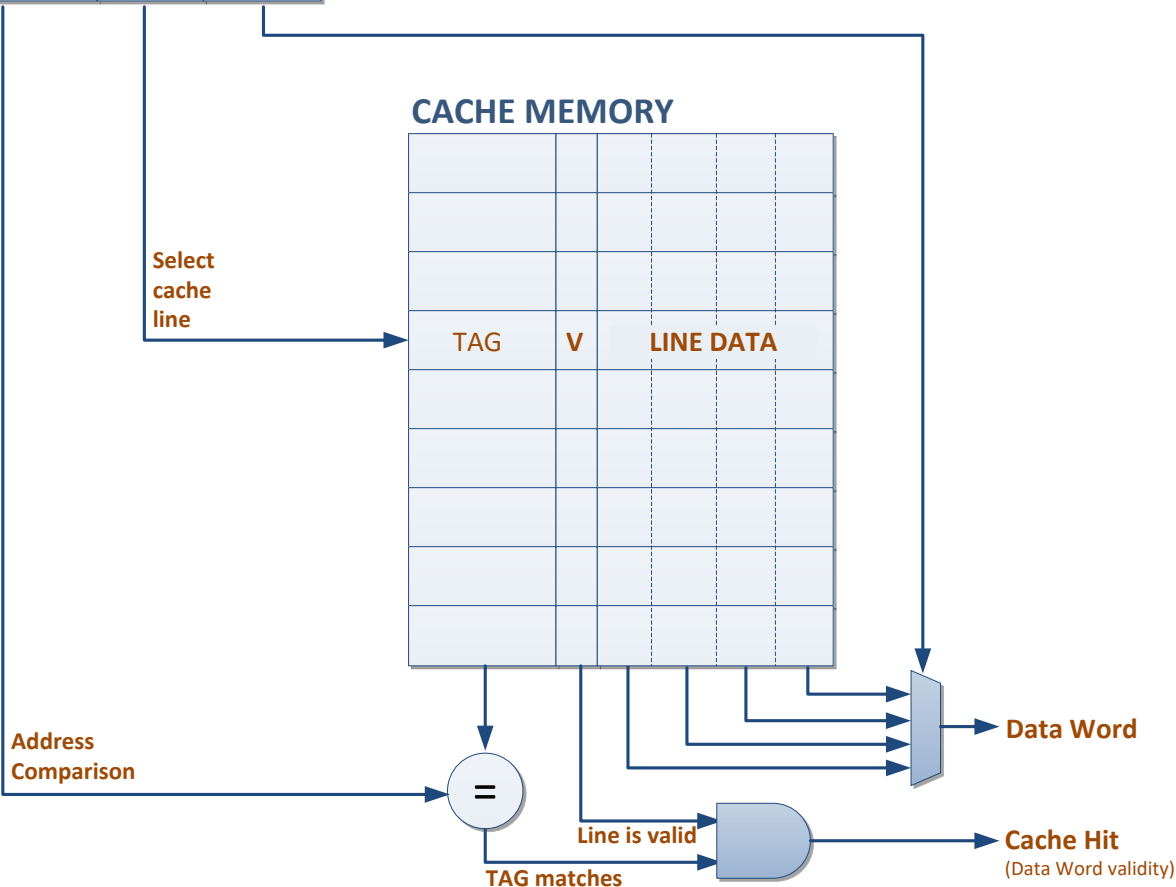 CACHE MEMORY
Select
cache
line
TAG V LINE DATA
Address
Comparison
=
Data Word
Line is valid
TAG matches
Cache Hit
(Data Word validity)